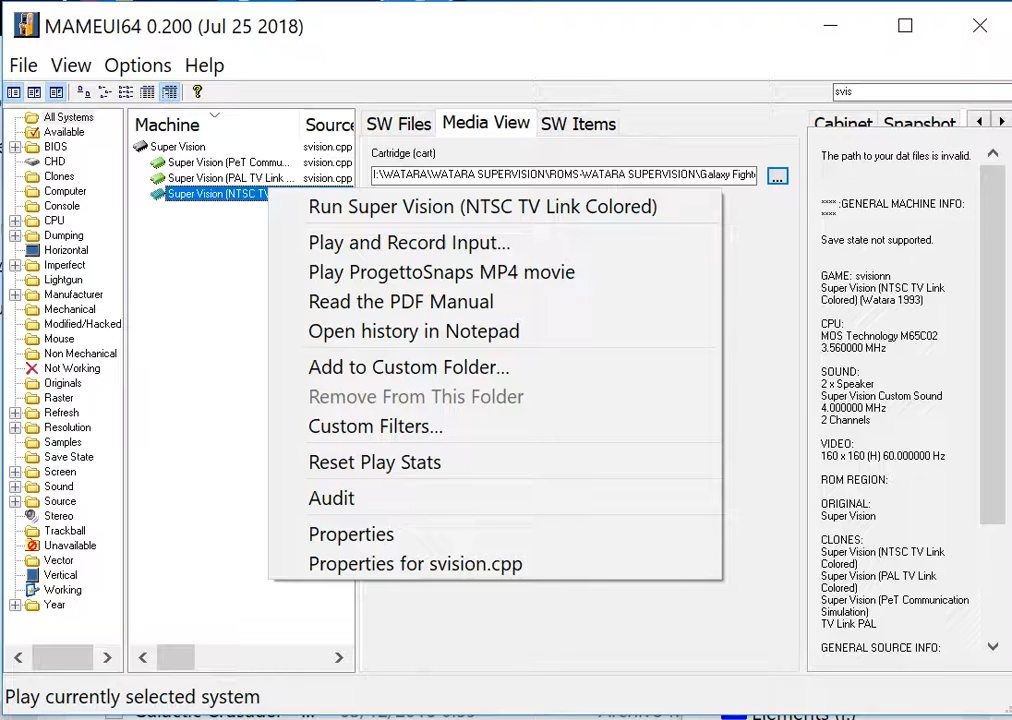 MAMEUI64 0.200 (Jul 25 2018)
File View Options Help
svis
All Systems
Available
BIOS
CHD
Clones
Computer
Console
CPU
Dumping
Horizontal
Imperfect
Lightgun
Manufacturer
Mechanical
Modified/Hacked
Mouse
Non Mechanical
Not Working
Originals
Raster
Refresh
Resolution
Samples
Save State
Screen
Sound
Source
Stereo
Trackball
Unavailable
Vector
Vertical
Working
Year
Machine Source
Super Vision svision.cpp
Super Vision (PeT Commu... svision.cpp
Super Vision (PAL TV Link ... svision.cpp
Super Vision (NTSC TV
SW Files Media View SW Items
Cartridge (cart)
I:\WATARA\WATARA SUPERVISION\ROMS-WATARA SUPERVISION\Galaxy Fight
...
Run Super Vision (NTSC TV Link Colored)
Play and Record Input...
Play ProgettoSnaps MP4 movie
Read the PDF Manual
Open history in Notepad
Add to Custom Folder...
Remove From This Folder
Custom Filters...
Reset Play Stats
Audit
Properties
Properties for svision.cpp
Cabinet Snapshot
The path to your dat files is invalid.
**** :GENERAL MACHINE INFO:
****
Save state not supported.
GAME: svisionn
Super Vision (NTSC TV Link
Colored) (Watara 1993)
CPU:
MOS Technology M65C02
3.560000 MHz
SOUND:
2 x Speaker
Super Vision Custom Sound
4.000000 MHz
2 Channels
VIDEO:
160 x 160 (H) 60.000000 Hz
ROM REGION:
ORIGINAL:
Super Vision
CLONES:
Super Vision (NTSC TV Link
Colored)
Super Vision (PAL TV Link
Colored)
Super Vision (PeT Communication
Simulation)
TV Link PAL
GENERAL SOURCE INFO:
Play currently selected system